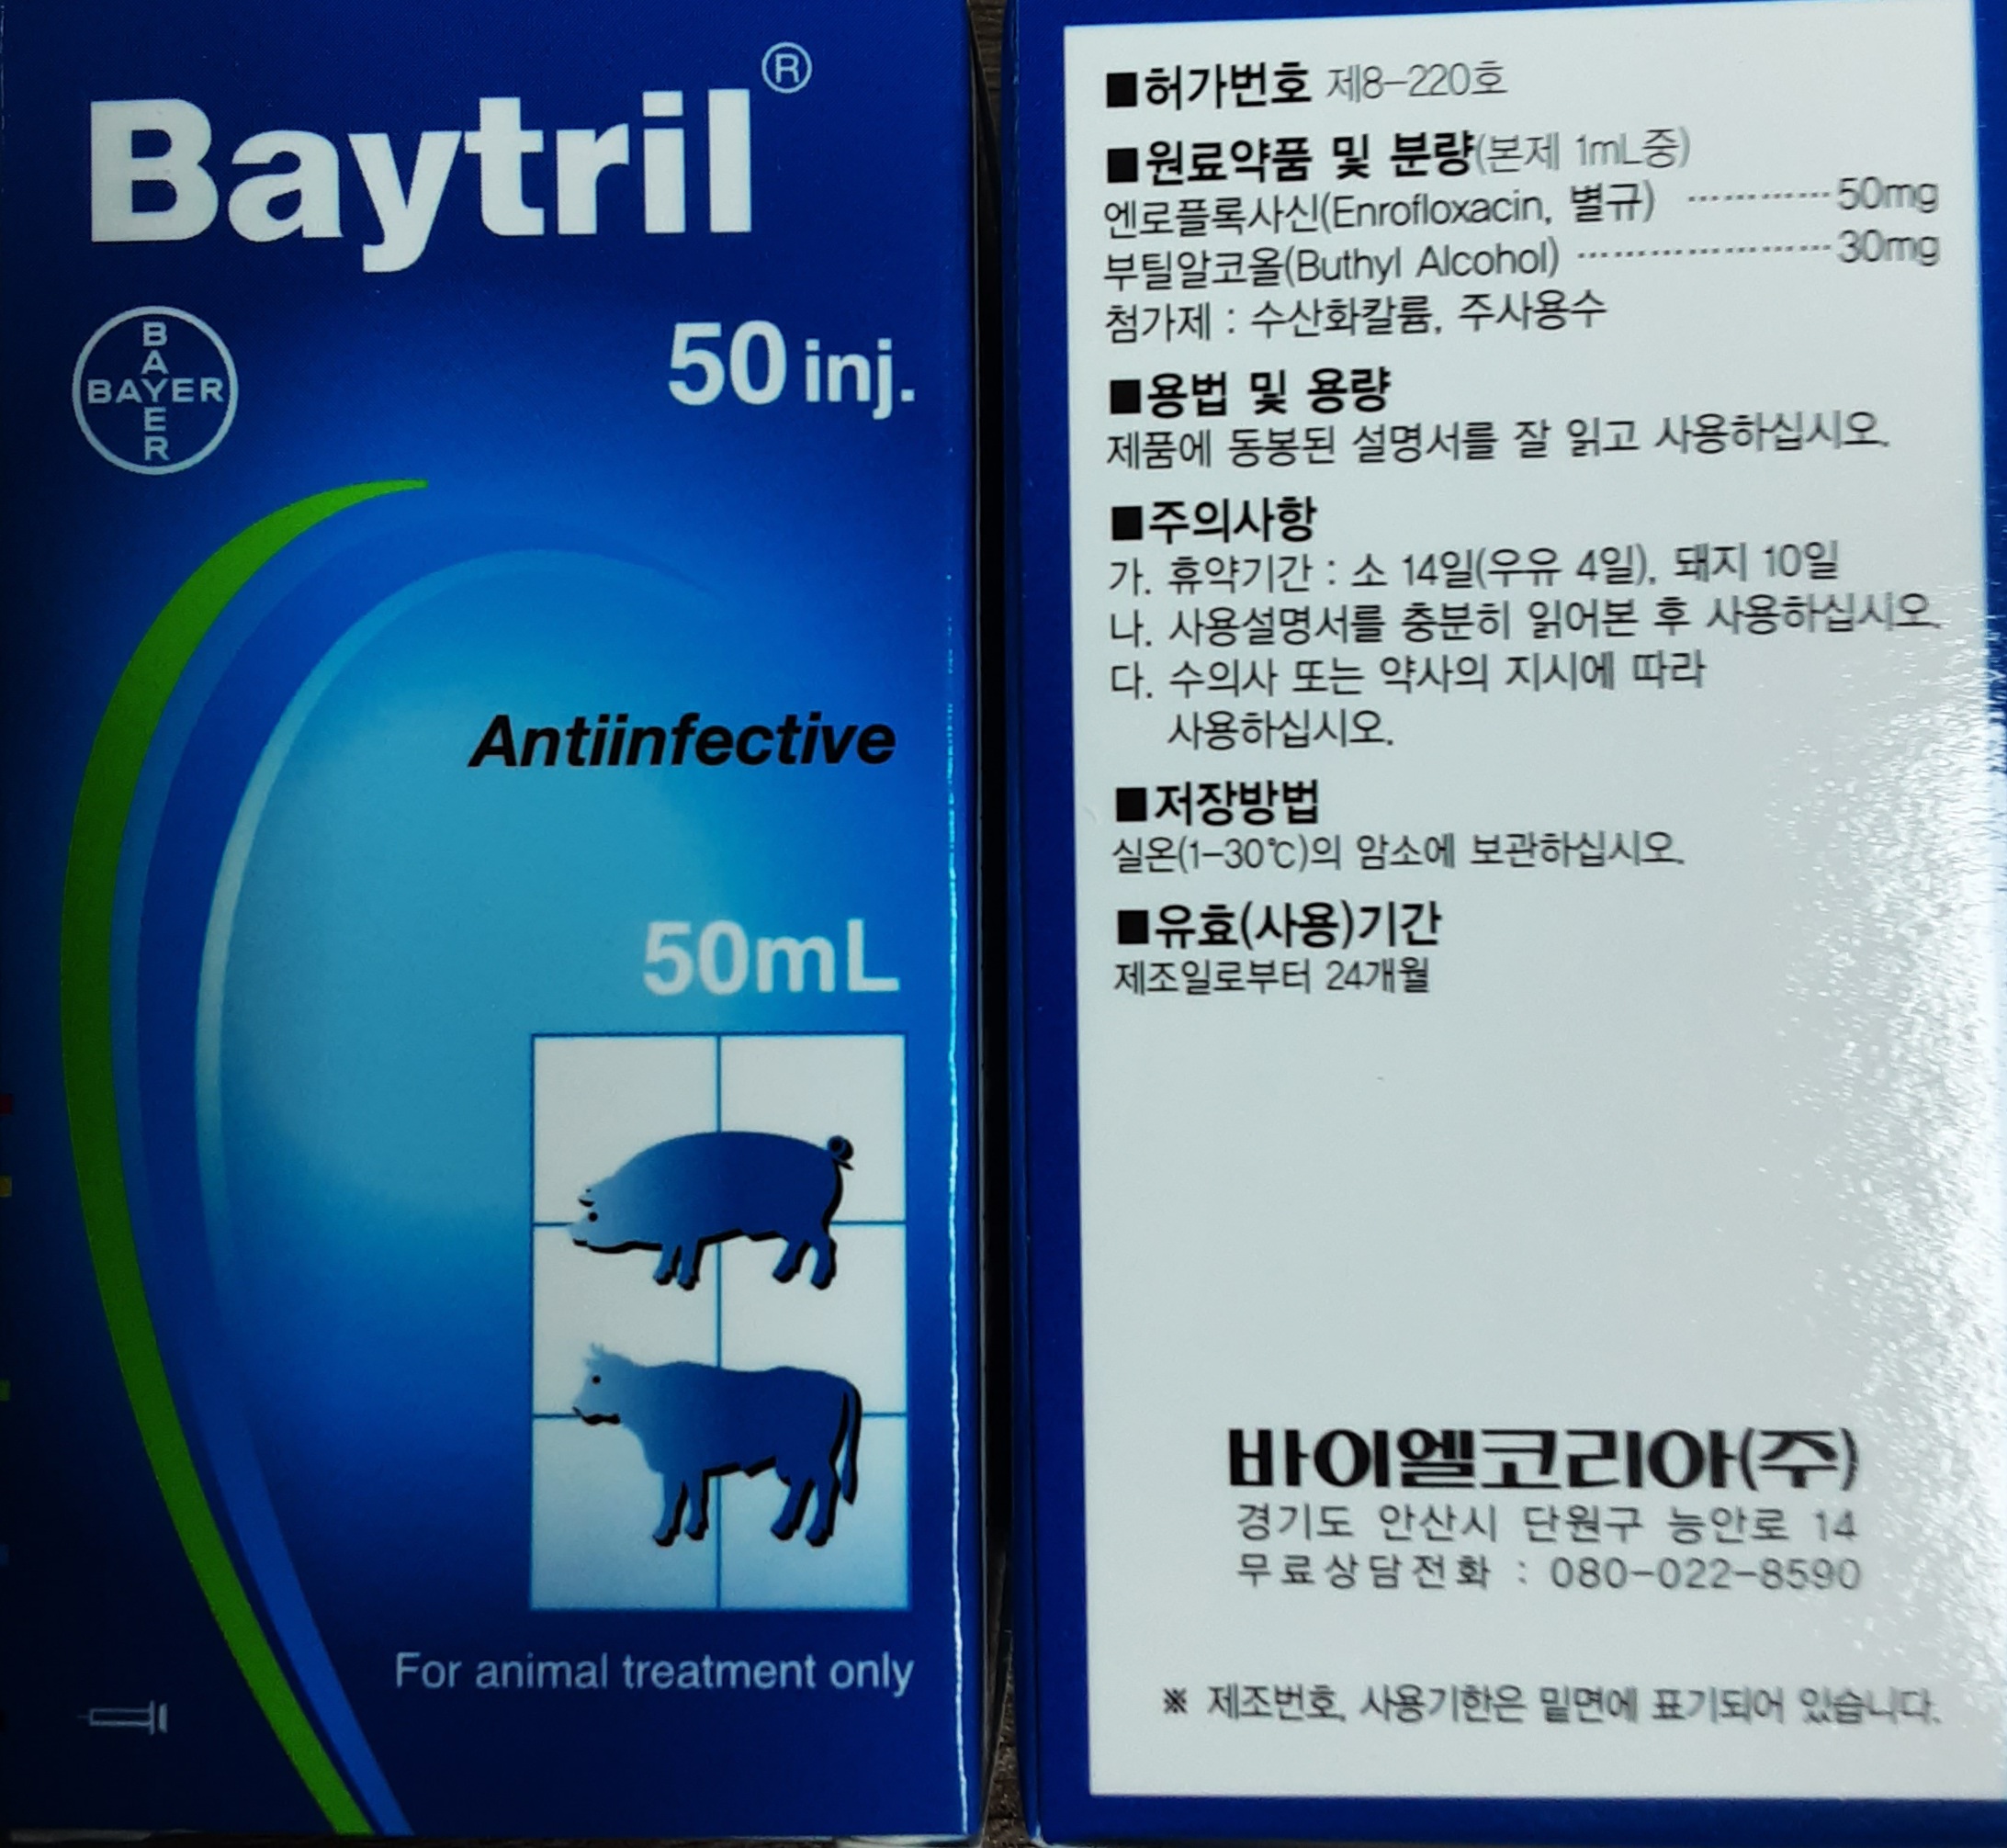 Baytril®
B
A
BAYER
E
R
50 inj.
Antiinfective
50mL
For animal treatment only
■허가번호 제8-220호
■원료약품 및 분량(본제 1mL중)
엔로플록사신(Enrofloxacin, 별규) ············ 50mg
부틸알코올(Buthyl Alcohol) ····················· 30mg
첨가제 : 수산화칼륨, 주사용수
■용법 및 용량
제품에 동봉된 설명서를 잘 읽고 사용하십시오.
■주의사항
가. 휴약기간 : 소 14일(우유 4일), 돼지 10일
나. 사용설명서를 충분히 읽어본 후 사용하십시오.
다. 수의사 또는 약사의 지시에 따라
사용하십시오.
■저장방법
실온(1-30℃)의 암소에 보관하십시오.
■유효(사용)기간
제조일로부터 24개월
바이엘코리아(주)
경기도 안산시 단원구 능안로 14
무료상담전화 : 080-022-8590
※ 제조번호, 사용기한은 밑면에 표기되어 있습니다.